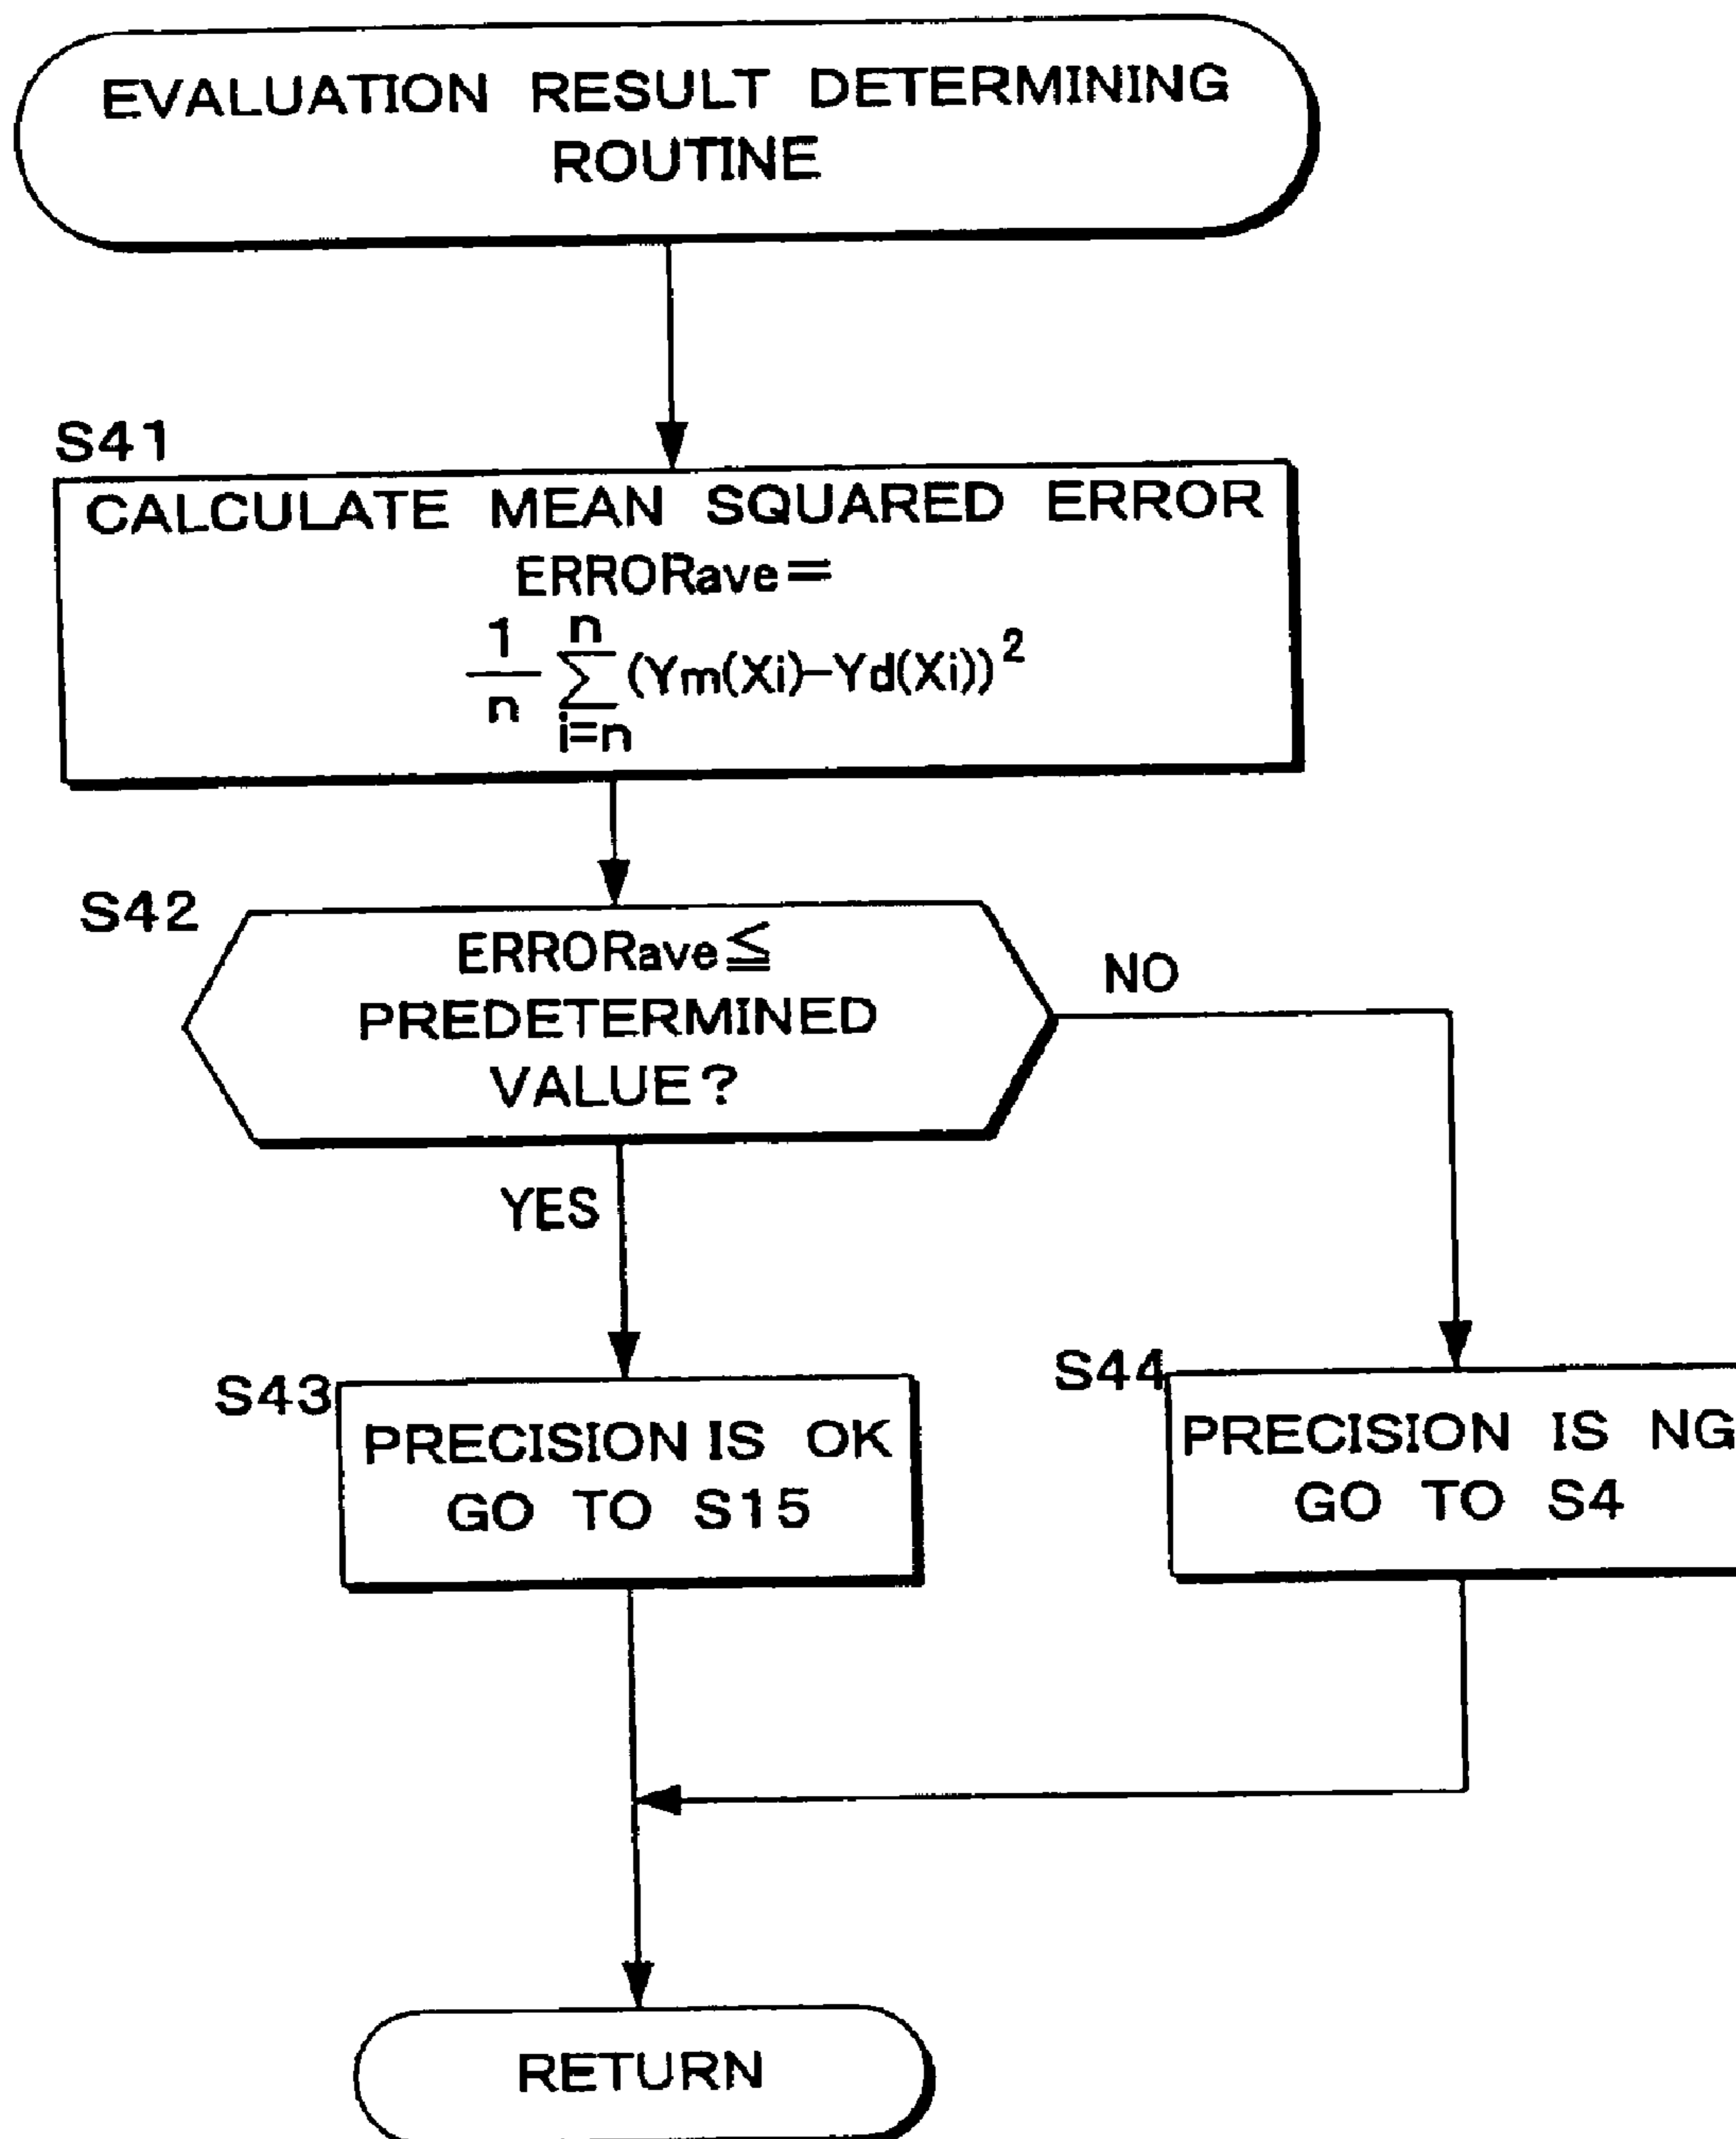 EVALUATION RESULT DETERMINING
ROUTINE
S41
CALCULATE MEAN SQUARED ERROR
ERRORave=
1/n n∑i=n (Ym(Xi)-Yd(Xi))²
S42
ERRORave≦
PREDETERMINED
VALUE?
NO
YES
S43
PRECISION IS OK
GO TO S15
S44
PRECISION IS NG
GO TO S4
RETURN